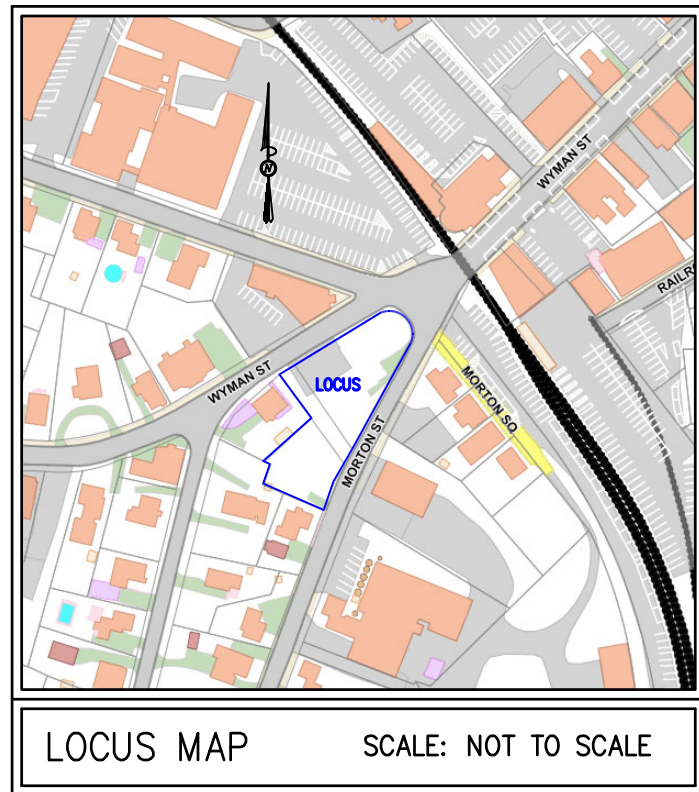 N
WYMAN ST
RAILR
WYMAN ST
LOCUS
MORTON SQ
MORTON ST
LOCUS MAP
SCALE: NOT TO SCALE